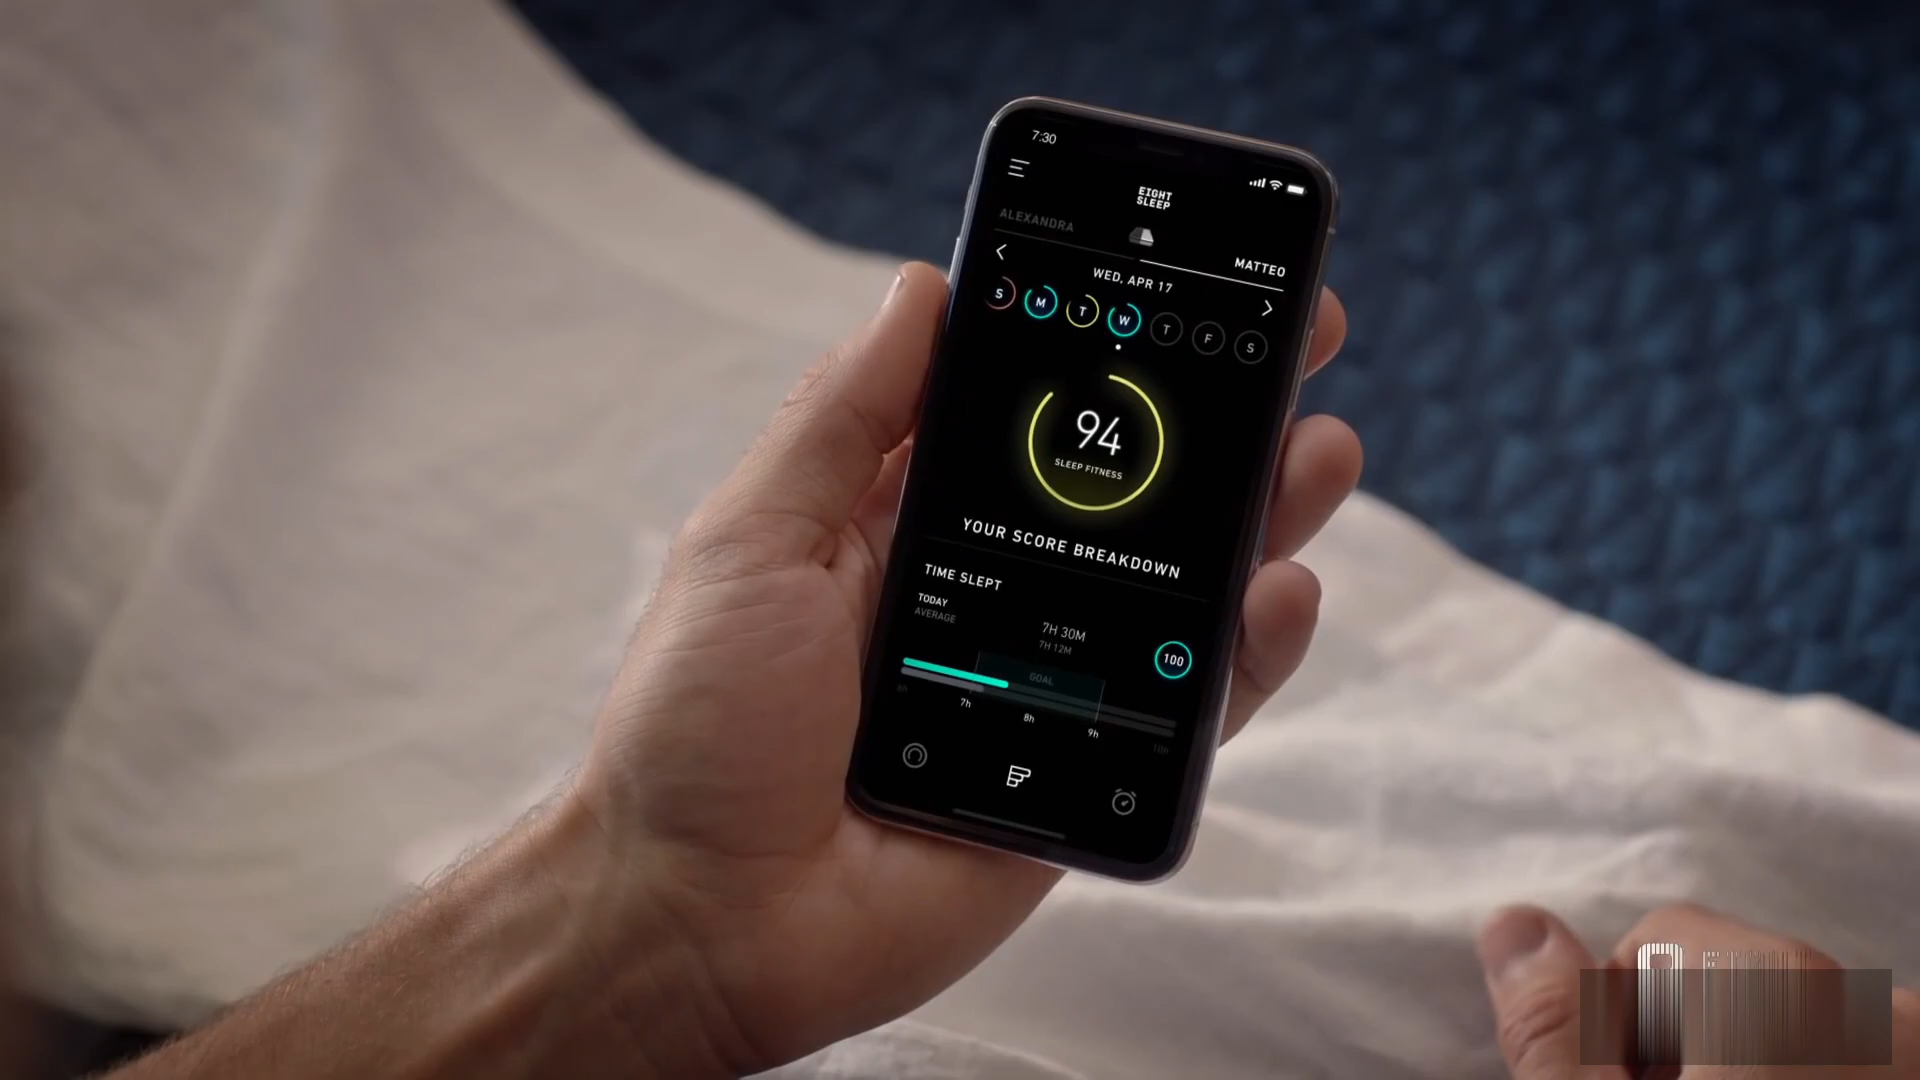 7:30
EIGHT
SLEEP
ALEXANDRA
MATTEO
WED, APR 17
S M T W T F S
94
SLEEP FITNESS
YOUR SCORE BREAKDOWN
TIME SLEPT
TODAY
AVERAGE
7H 30M
7H 12M
100
GOAL
7h
8h
9h
10h